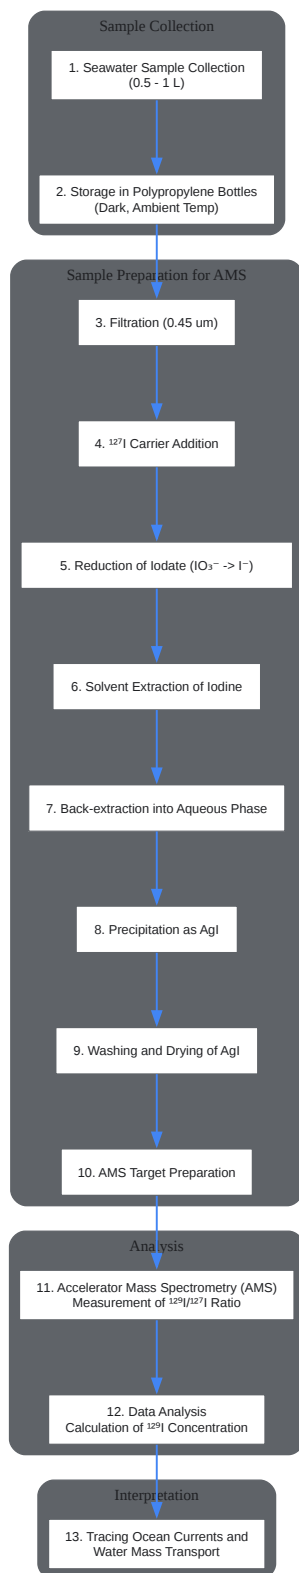 Sample Collection
1. Seawater Sample Collection
(0.5 - 1 L)
2. Storage in Polypropylene Bottles
(Dark, Ambient Temp)
Sample Preparation for AMS
3. Filtration (0.45 um)
4. ¹²⁷I Carrier Addition
5. Reduction of Iodate (IO₃⁻ -> I⁻)
6. Solvent Extraction of Iodine
7. Back-extraction into Aqueous Phase
8. Precipitation as AgI
9. Washing and Drying of AgI
10. AMS Target Preparation
Analysis
11. Accelerator Mass Spectrometry (AMS)
Measurement of ¹²⁹I/¹²⁷I Ratio
12. Data Analysis
Calculation of ¹²⁹I Concentration
Interpretation
13. Tracing Ocean Currents and
Water Mass Transport